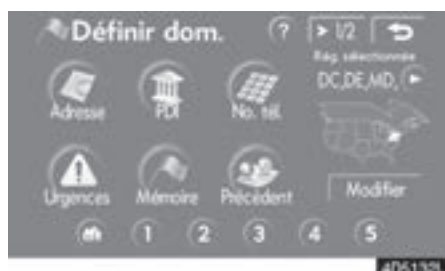 Définir dom. ? > 1/2
Rég. sélectionnée
DC,DE,MD,
Adresse PDI No. tél.
Urgences Mémoire Précédent Modifier
1 2 3 4 5